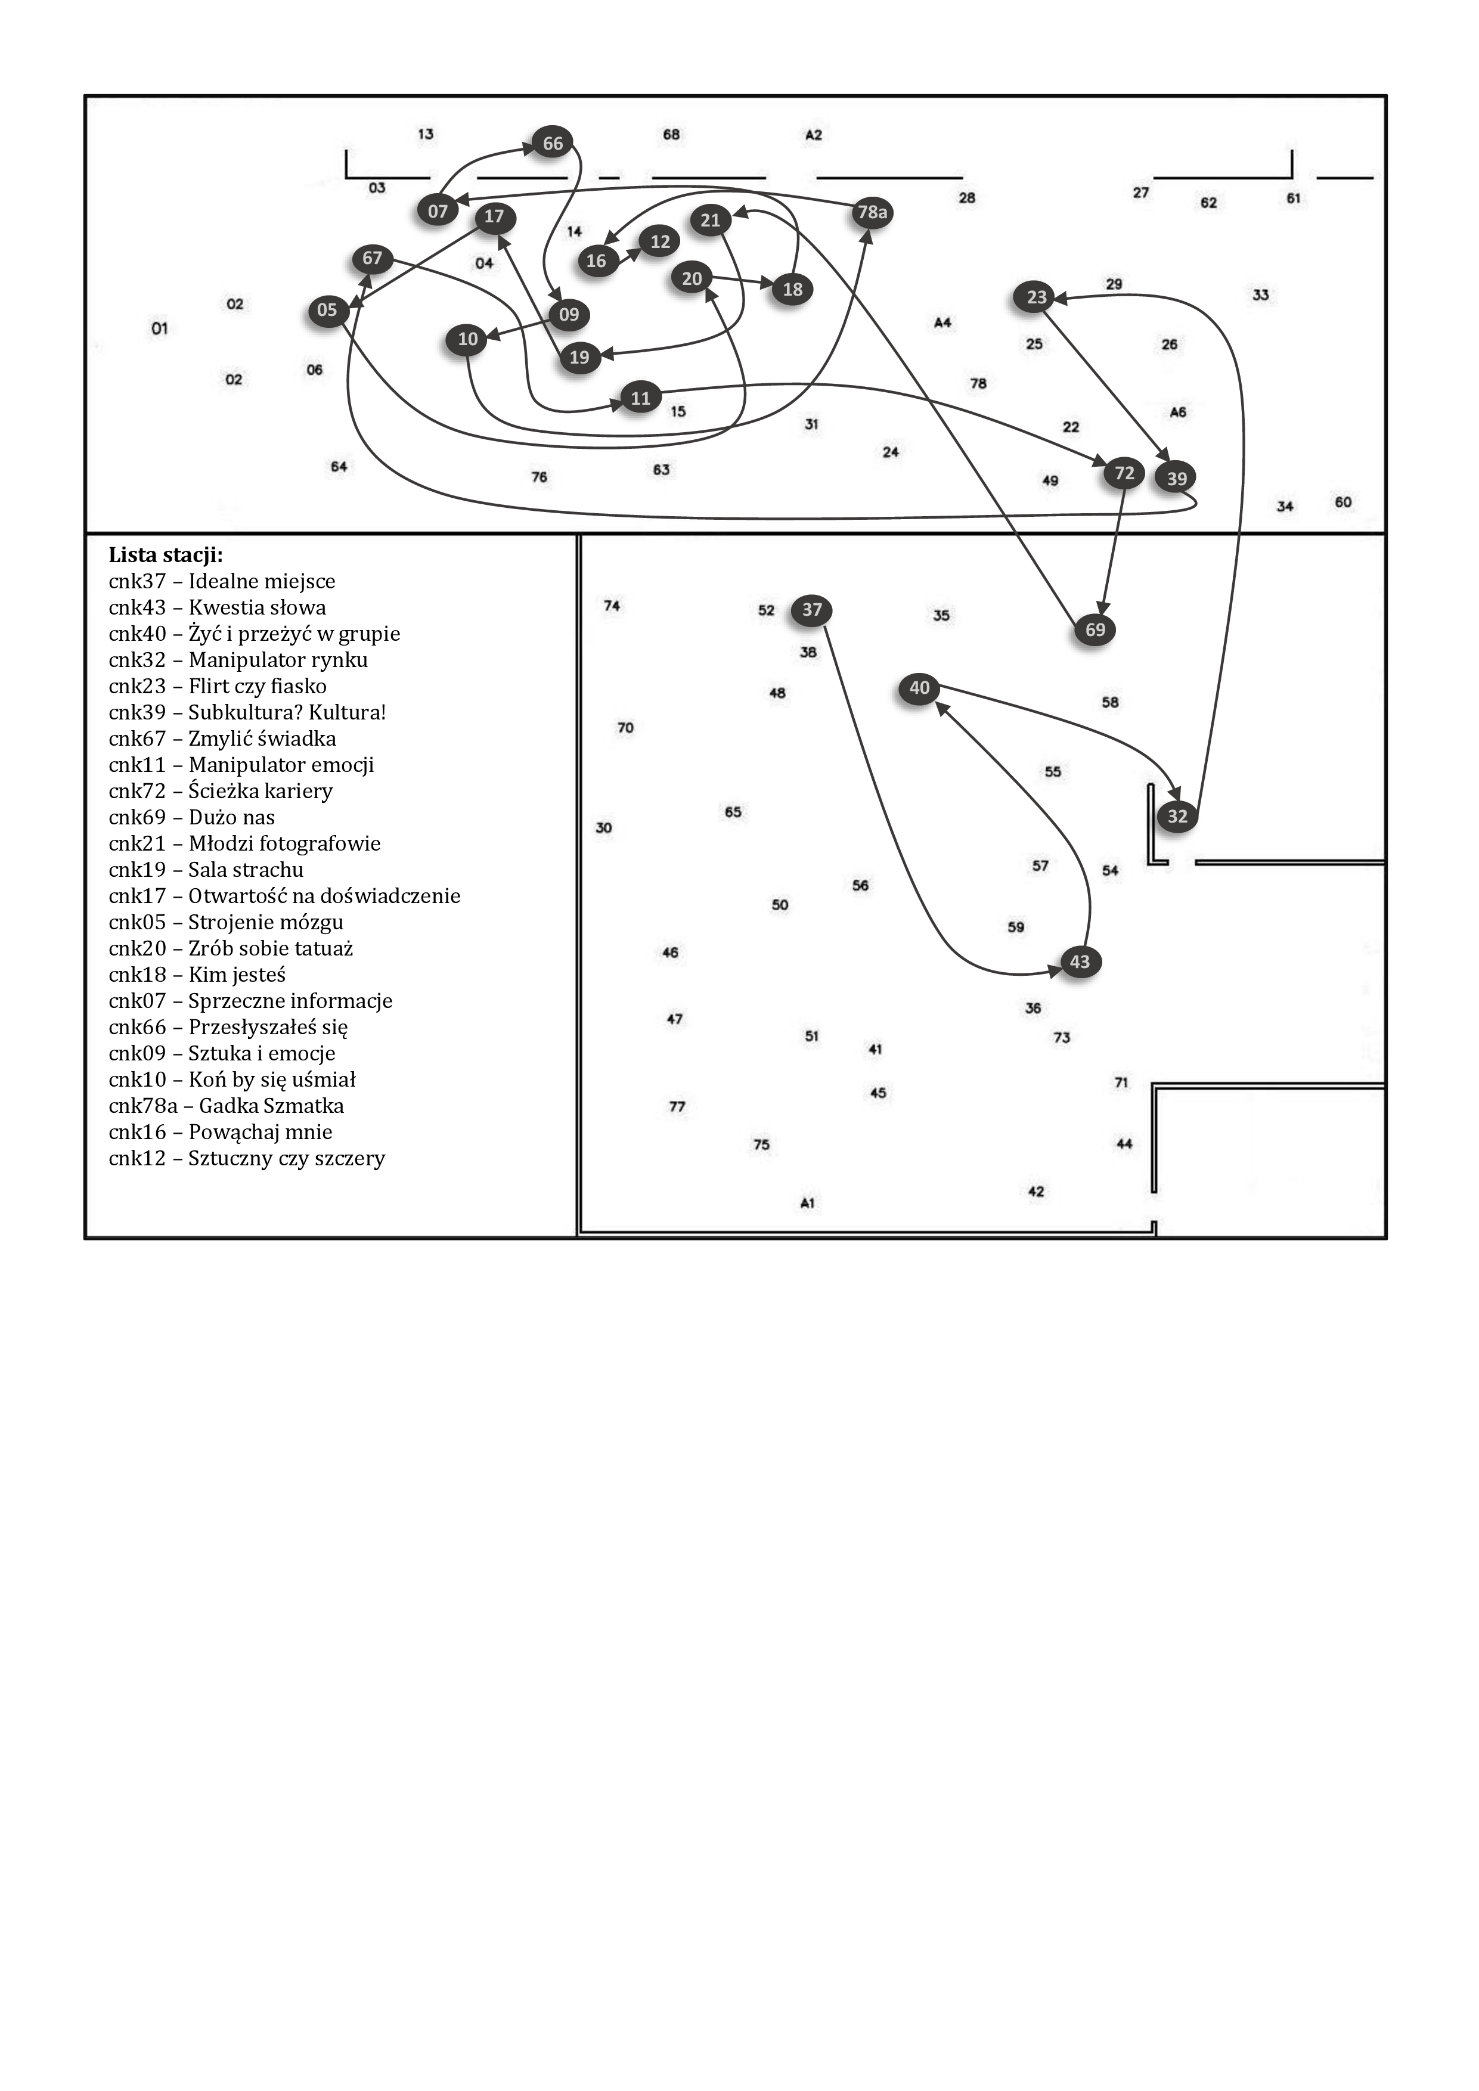 13
66
68
A2
03
07
17
21
78a
28
27
62
61
14
12
16
67
04
20
18
23
29
33
02
05
09
01
10
A4
25
26
19
02
06
78
11
15
A6
31
22
24
64
76
63
49
72
39
34
60
Lista stacji:
cnk37 – Idealne miejsce
cnk43 – Kwestia słowa
cnk40 – Żyć i przeżyć w grupie
cnk32 – Manipulator rynku
cnk23 – Flirt czy fiasko
cnk39 – Subkultura? Kultura!
cnk67 – Zmylić świadka
cnk11 – Manipulator emocji
cnk72 – Ścieżka kariery
cnk69 – Dużo nas
cnk21 – Młodzi fotografowie
cnk19 – Sala strachu
cnk17 – Otwartość na doświadczenie
cnk05 – Strojenie mózgu
cnk20 – Zrób sobie tatuaż
cnk18 – Kim jesteś
cnk07 – Sprzeczne informacje
cnk66 – Przesłyszałeś się
cnk09 – Sztuka i emocje
cnk10 – Koń by się uśmiał
cnk78a – Gadka Szmatka
cnk16 – Powąchaj mnie
cnk12 – Sztuczny czy szczery
74
52
37
35
69
38
40
48
58
70
55
65
32
30
57
54
56
50
59
46
43
36
47
51
73
41
71
45
77
75
44
42
A1